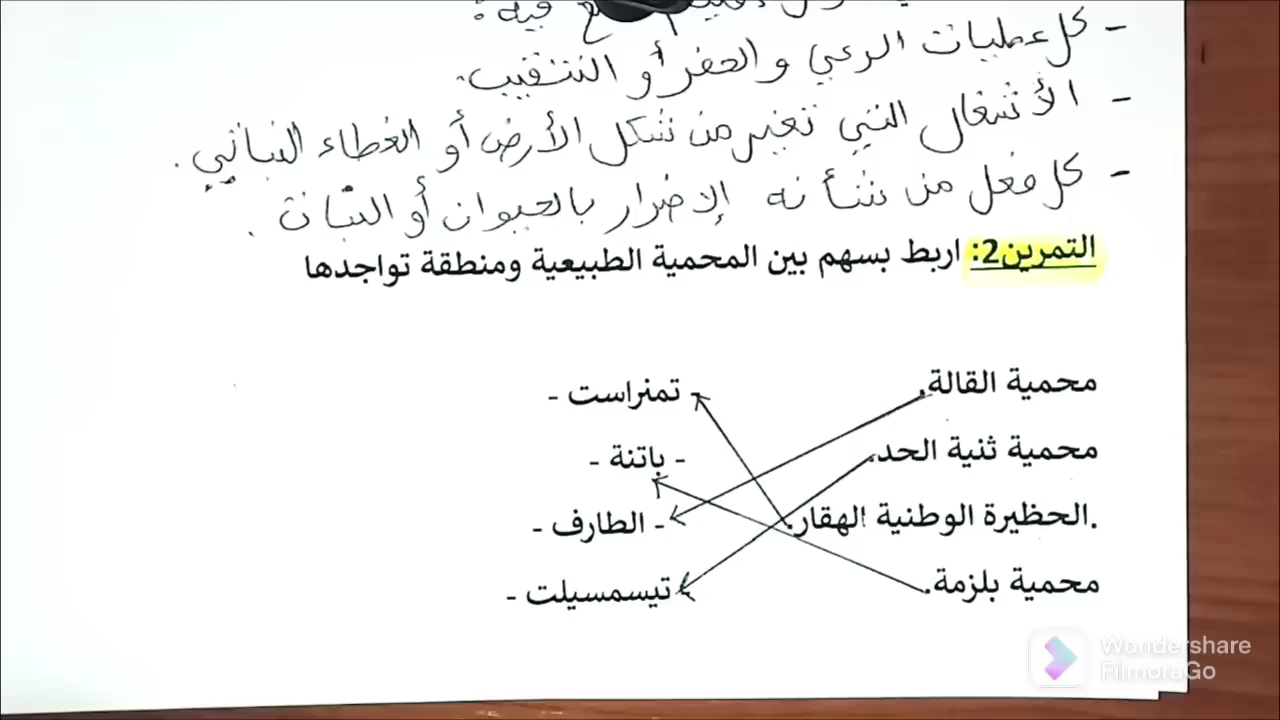 فيه:
- كل عمليات الرعي والحفر أو التنقيب.
- الأشغال التي تغير من شكل الأرض أو الغطاء النباتي.
- كل فعل من شأنه الإضرار بالحيوان أو النبات.
التمرين2: اربط بسهم بين المحمية الطبيعية ومنطقة تواجدها
محمية القالة. تمنراست -
محمية ثنية الحد. - باتنة -
.الحظيرة الوطنية الهقار. - الطارف -
محمية بلزمة. تيسمسيلت -
Wondershare
FilmoraGo